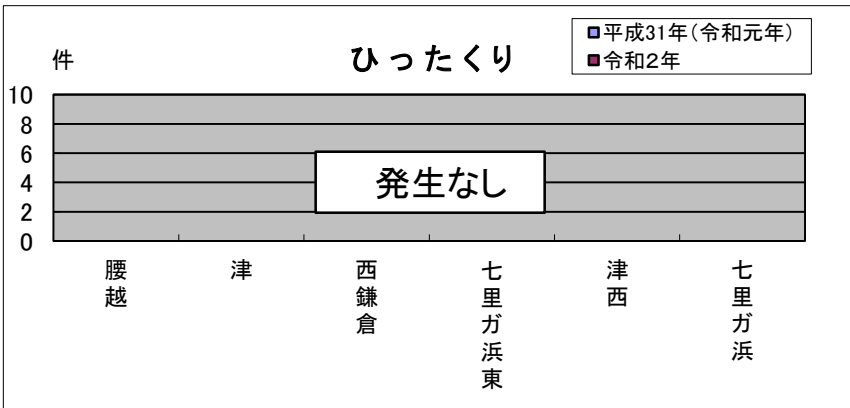 ■平成31年（令和元年）
■令和2年
件
ひったくり
10
8
6
4
2
0
発生なし
腰越
津
西鎌倉
七里ガ浜東
津西
七里ガ浜